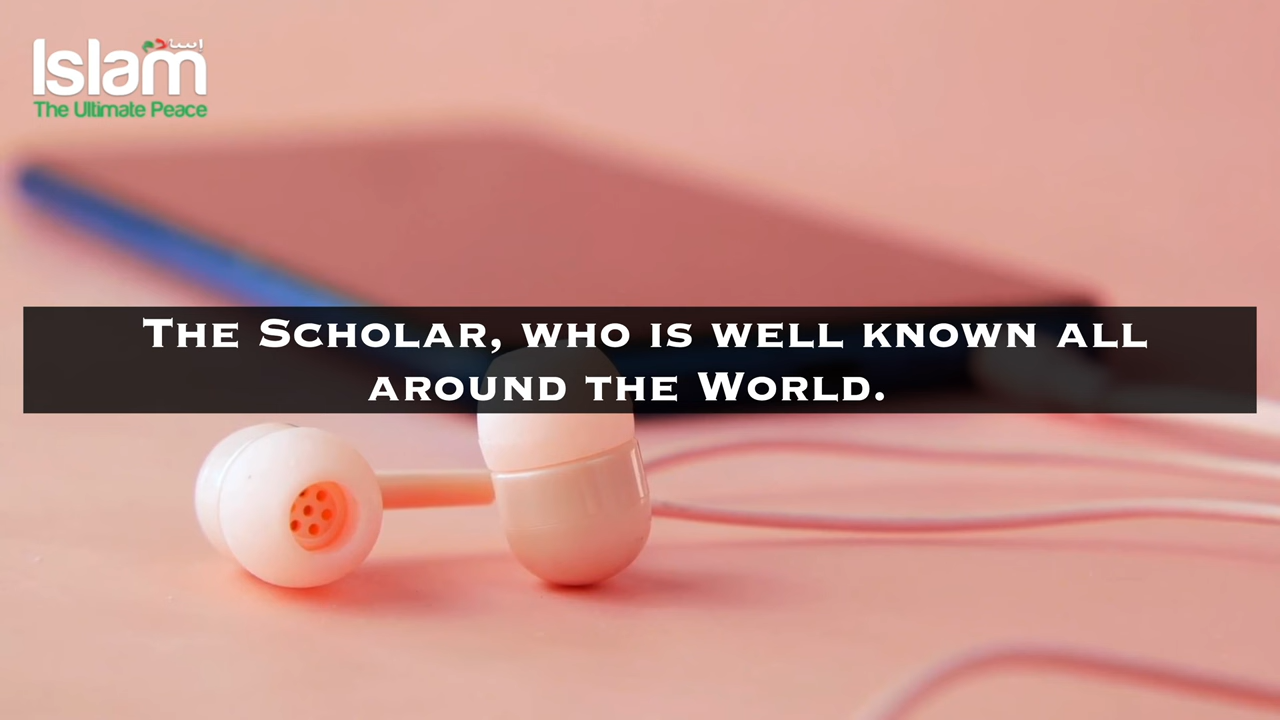 Islam
The Ultimate Peace
THE SCHOLAR, WHO IS WELL KNOWN ALL
AROUND THE WORLD.